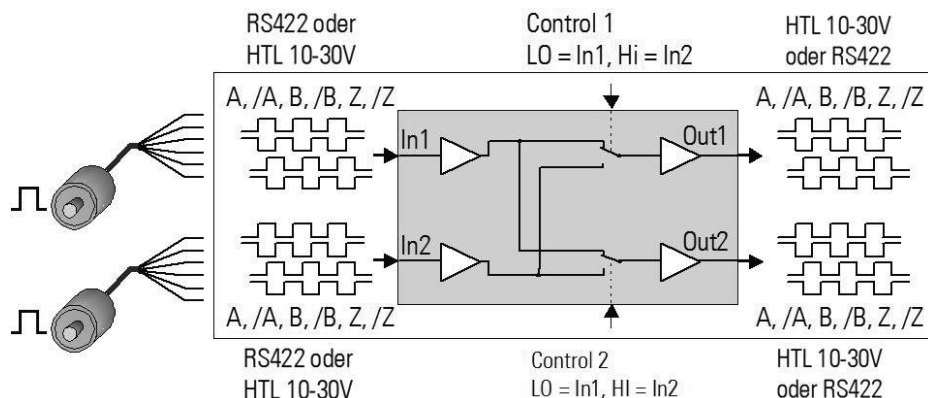 RS422 oder
HTL 10-30V
Control 1
LO = In1, Hi = In2
HTL 10-30V
oder RS422
A, /A, B, /B, Z, /Z
A, /A, B, /B, Z, /Z
In1
Out1
In2
Out2
A, /A, B, /B, Z, /Z
A, /A, B, /B, Z, /Z
RS422 oder
HTL 10-30V
Control 2
LO = In1, HI = In2
HTL 10-30V
oder RS422